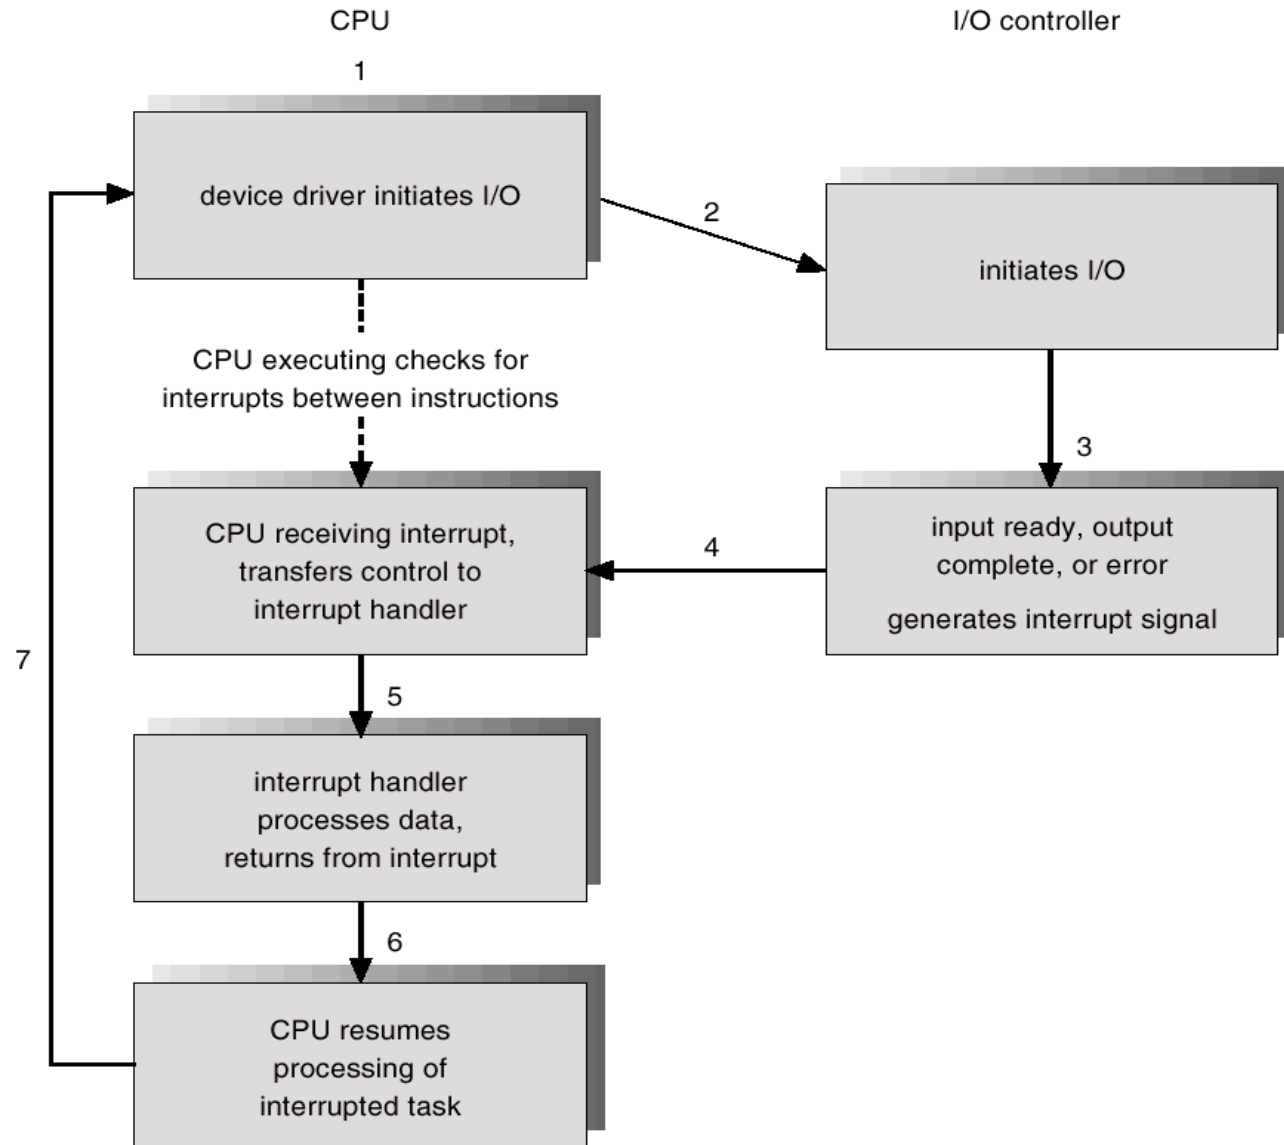 CPU
I/O controller
1
device driver initiates I/O
2
initiates I/O
CPU executing checks for
interrupts between instructions
3
CPU receiving interrupt,
transfers control to
interrupt handler
4
input ready, output
complete, or error
generates interrupt signal
7
5
interrupt handler
processes data,
returns from interrupt
6
CPU resumes
processing of
interrupted task